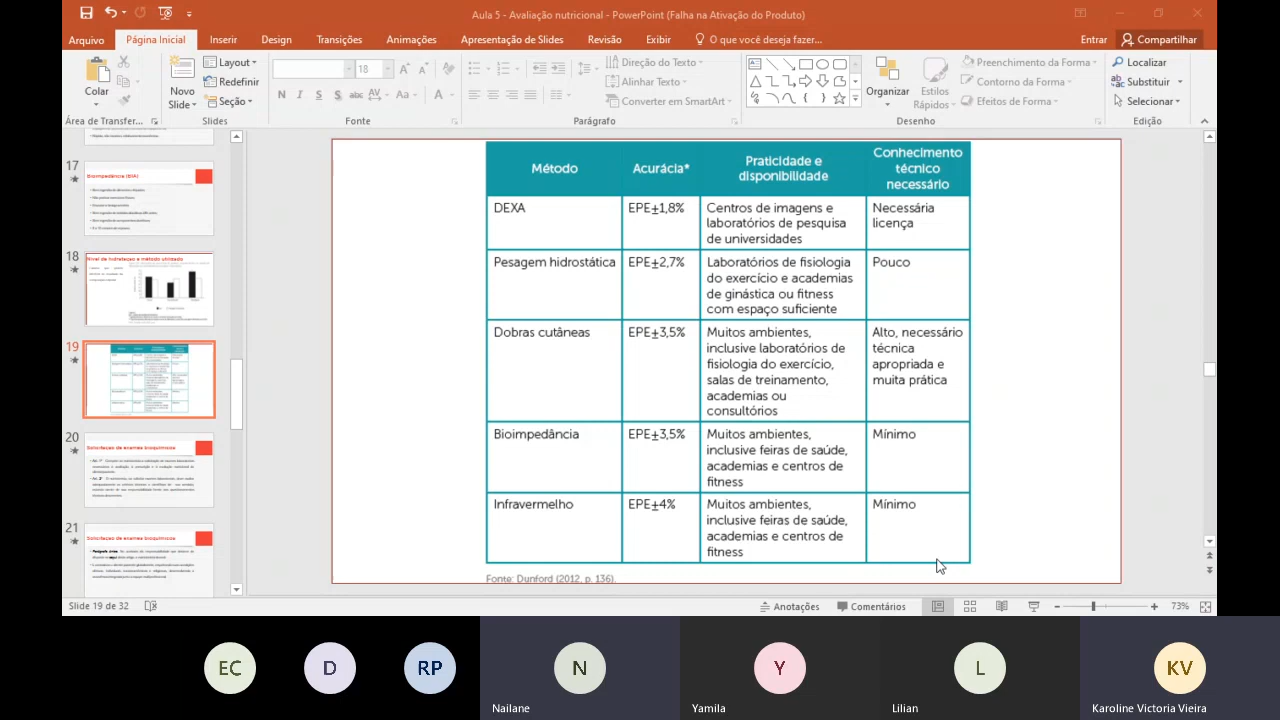 Aula 5 - Avaliação nutricional - PowerPoint (Falha na Ativação do Produto)
Arquivo
Página Inicial
Inserir
Design
Transições
Animações
Apresentação de Slides
Revisão
Exibir
O que você deseja fazer...
Entrar
Compartilhar
Colar
Novo
Slide
Layout
Redefinir
Seção
18
N I S S abc AV Aa A
Direção do Texto
Alinhar Texto
Converter em SmartArt
Organizar
Estilos
Rápidos
Preenchimento da Forma
Contorno da Forma
Efeitos de Forma
Localizar
Substituir
Selecionar
Área de Transfer...
Slides
Fonte
Parágrafo
Desenho
Edição
17
Bioimpedância (BIA)
18
Nível de hidratação e método utilizado
19
20
Solicitação de exames bioquímicos
21
Solicitação de exames bioquímicos
Método
Acurácia*
Praticidade e
disponibilidade
Conhecimento
técnico
necessário
DEXA
EPE±1,8%
Centros de imagens e
laboratórios de pesquisa
de universidades
Necessária
licença
Pesagem hidrostática
EPE±2,7%
Laboratórios de fisiologia
do exercício e academias
de ginástica ou fitness
com espaço suficiente
Pouco
Dobras cutâneas
EPE±3,5%
Muitos ambientes,
inclusive laboratórios de
fisiologia do exercício,
salas de treinamento,
academias ou
consultórios
Alto, necessário
técnica
apropriada e
muita prática
Bioimpedância
EPE±3,5%
Muitos ambientes,
inclusive feiras de saúde,
academias e centros de
fitness
Mínimo
Infravermelho
EPE±4%
Muitos ambientes,
inclusive feiras de saúde,
academias e centros de
fitness
Mínimo
Fonte: Dunford (2012, p. 136).
Slide 19 de 32
Anotações
Comentários
73%
EC
D
RP
N
Nailane
Y
Yamila
L
Lilian
KV
Karoline Victoria Vieira